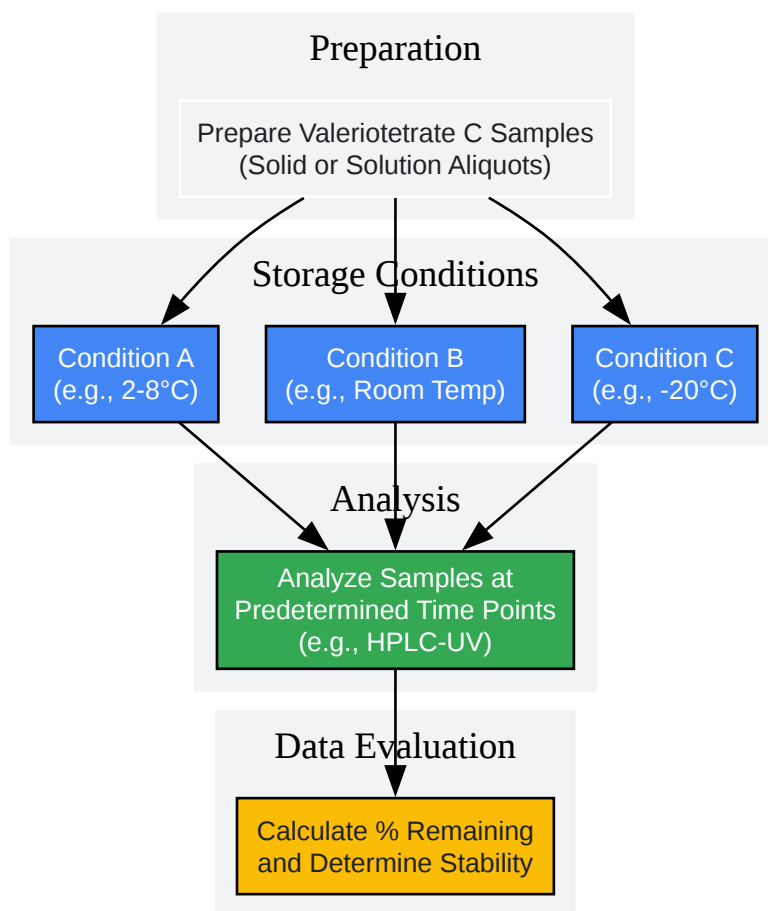 Preparation
Prepare Valeriotetrate C Samples
(Solid or Solution Aliquots)
Storage Conditions
Condition A
(e.g., 2-8°C)
Condition B
(e.g., Room Temp)
Condition C
(e.g., -20°C)
Analysis
Analyze Samples at
Predetermined Time Points
(e.g., HPLC-UV)
Data Evaluation
Calculate % Remaining
and Determine Stability